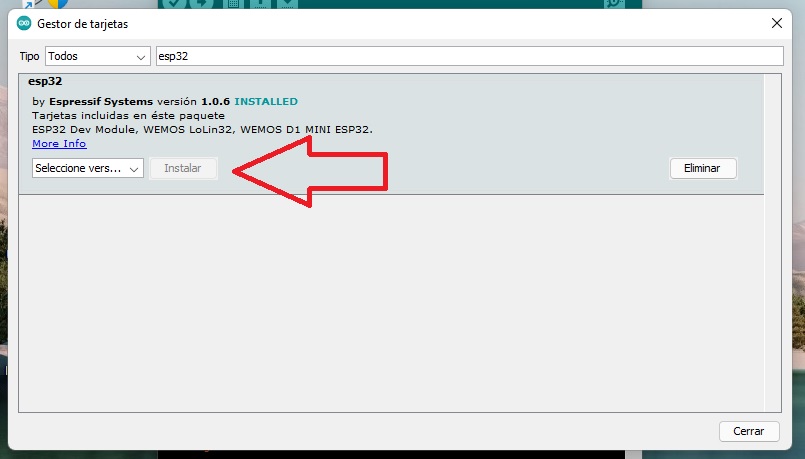 Gestor de tarjetas
Tipo Todos esp32
esp32
by Espressif Systems versión 1.0.6 INSTALLED
Tarjetas incluidas en éste paquete
ESP32 Dev Module, WEMOS LoLin32, WEMOS D1 MINI ESP32.
More Info
Seleccione vers... Instalar Eliminar
Cerrar